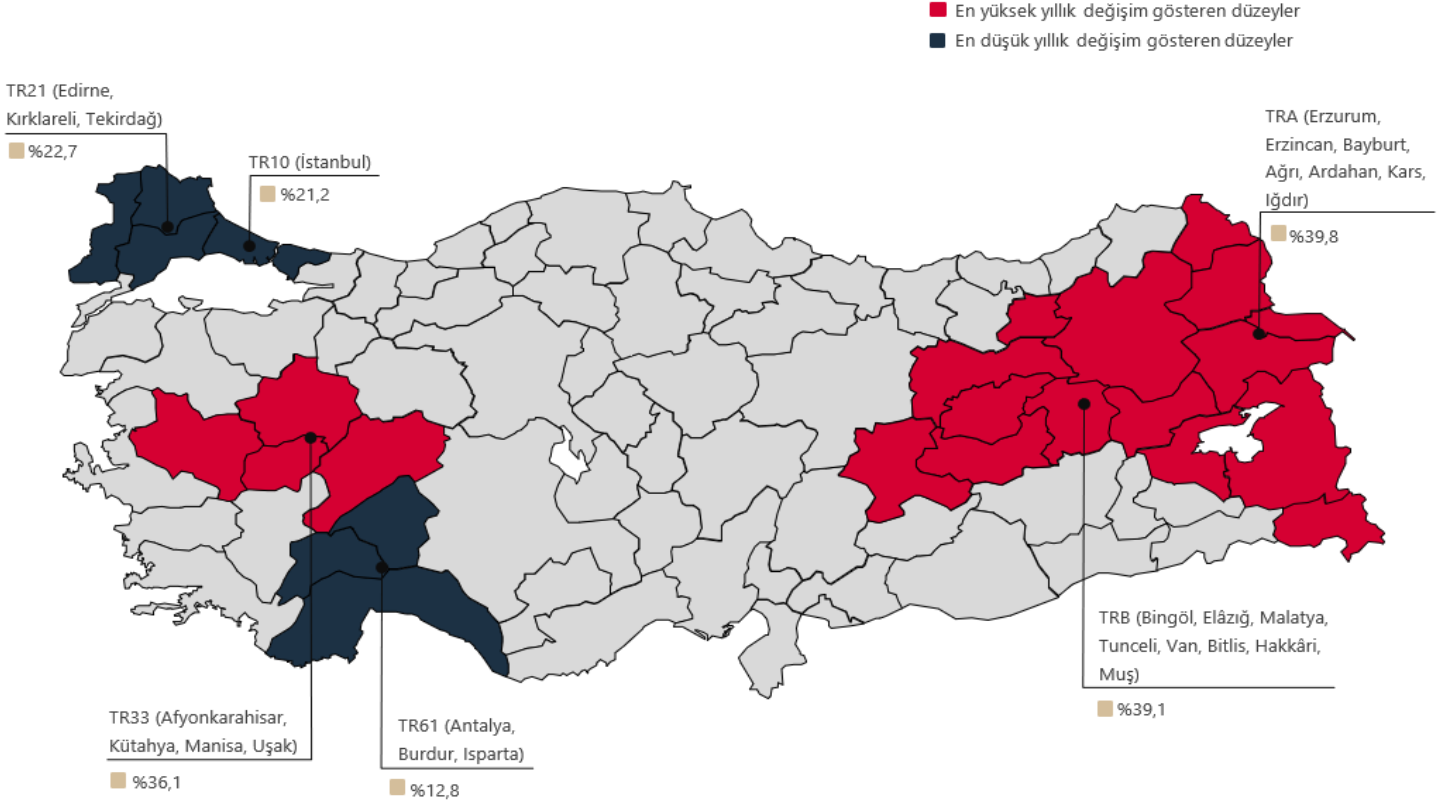 En yüksek yıllık değişim gösteren düzeyler
En düşük yıllık değişim gösteren düzeyler
TR21 (Edirne,
Kırklareli, Tekirdağ)
%22,7
TR10 (İstanbul)
%21,2
TRA (Erzurum,
Erzincan, Bayburt,
Ağrı, Ardahan, Kars,
Iğdır)
%39,8
TRB (Bingöl, Elâzığ, Malatya,
Tunceli, Van, Bitlis, Hakkâri,
Muş)
%39,1
TR33 (Afyonkarahisar,
Kütahya, Manisa, Uşak)
%36,1
TR61 (Antalya,
Burdur, Isparta)
%12,8